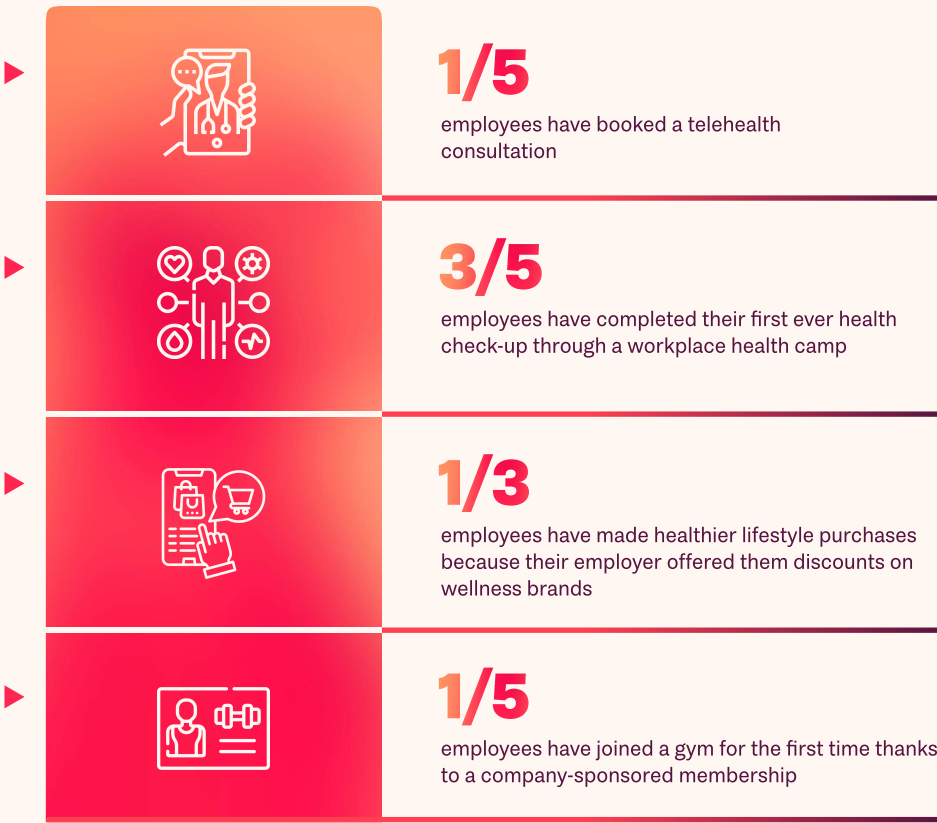 1/5
employees have booked a telehealth
consultation
3/5
employees have completed their first ever health
check-up through a workplace health camp
1/3
employees have made healthier lifestyle purchases
because their employer offered them discounts on
wellness brands
1/5
employees have joined a gym for the first time thanks
to a company-sponsored membership